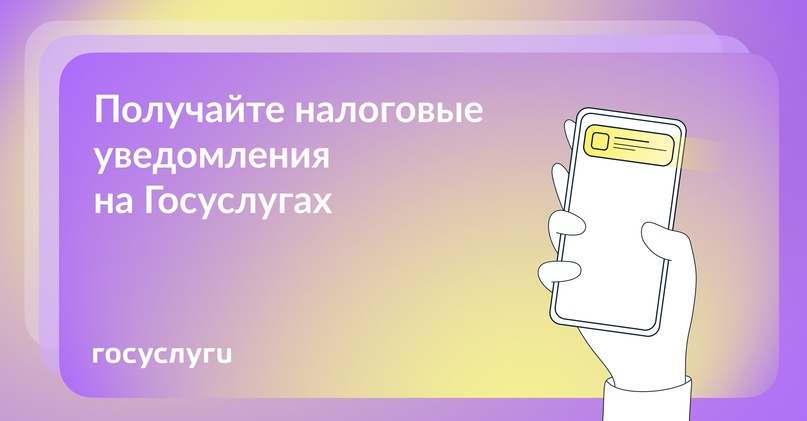 Получайте налоговые
уведомления
на Госуслугах
госуслуги